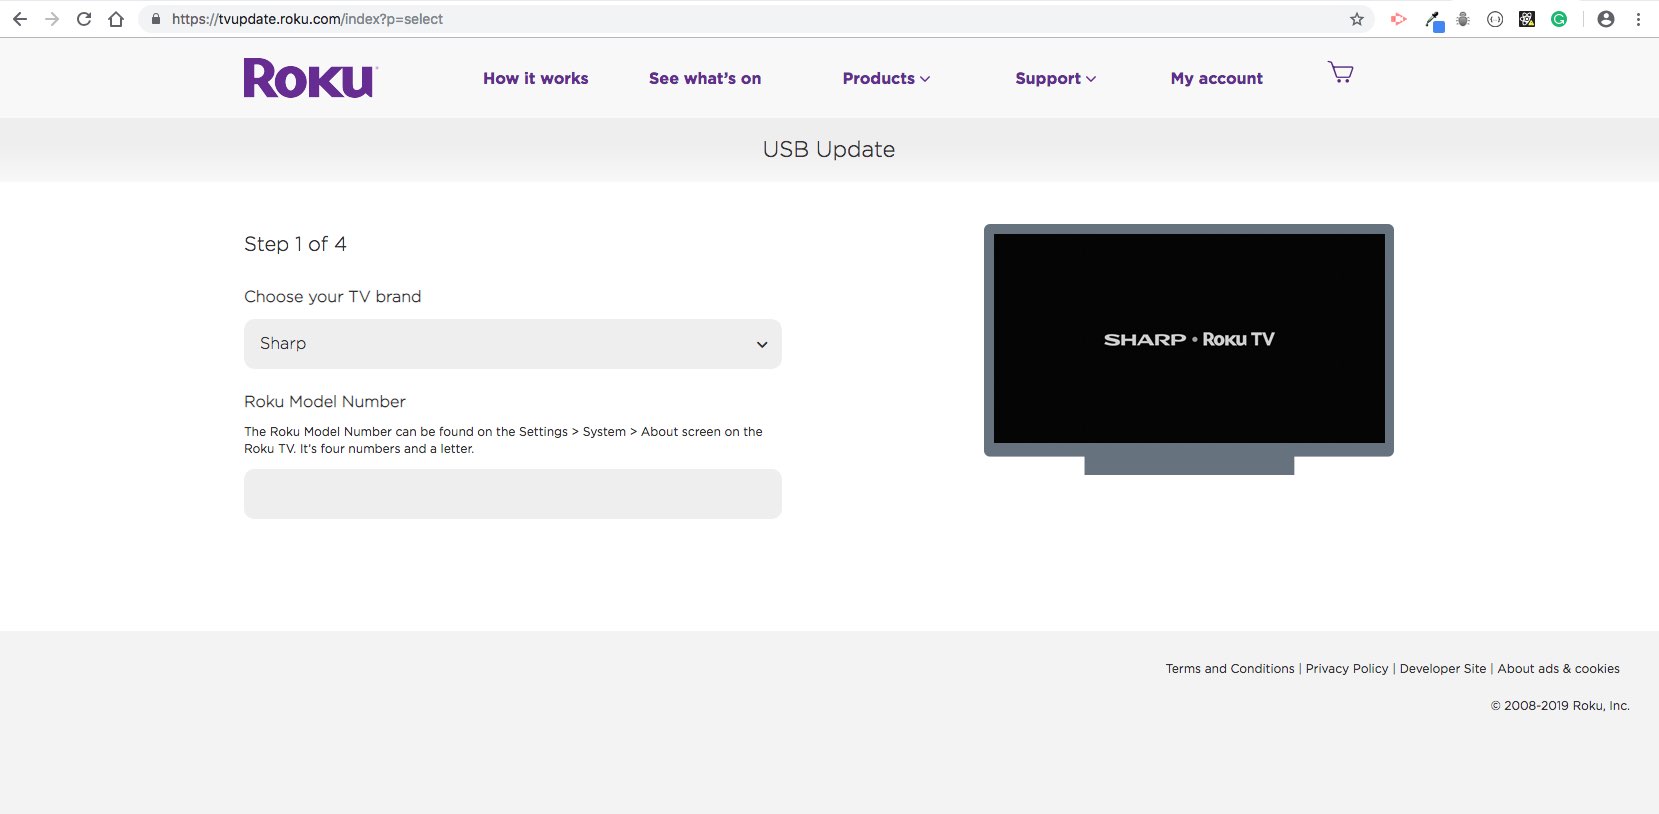 https://tvupdate.roku.com/index?p=select
Roku
How it works
See what's on
Products
Support
My account
USB Update
Step 1 of 4
Choose your TV brand
Sharp
Roku Model Number
The Roku Model Number can be found on the Settings > System > About screen on the
Roku TV. It's four numbers and a letter.
SHARP • Roku TV
Terms and Conditions | Privacy Policy | Developer Site | About ads & cookies
© 2008-2019 Roku, Inc.